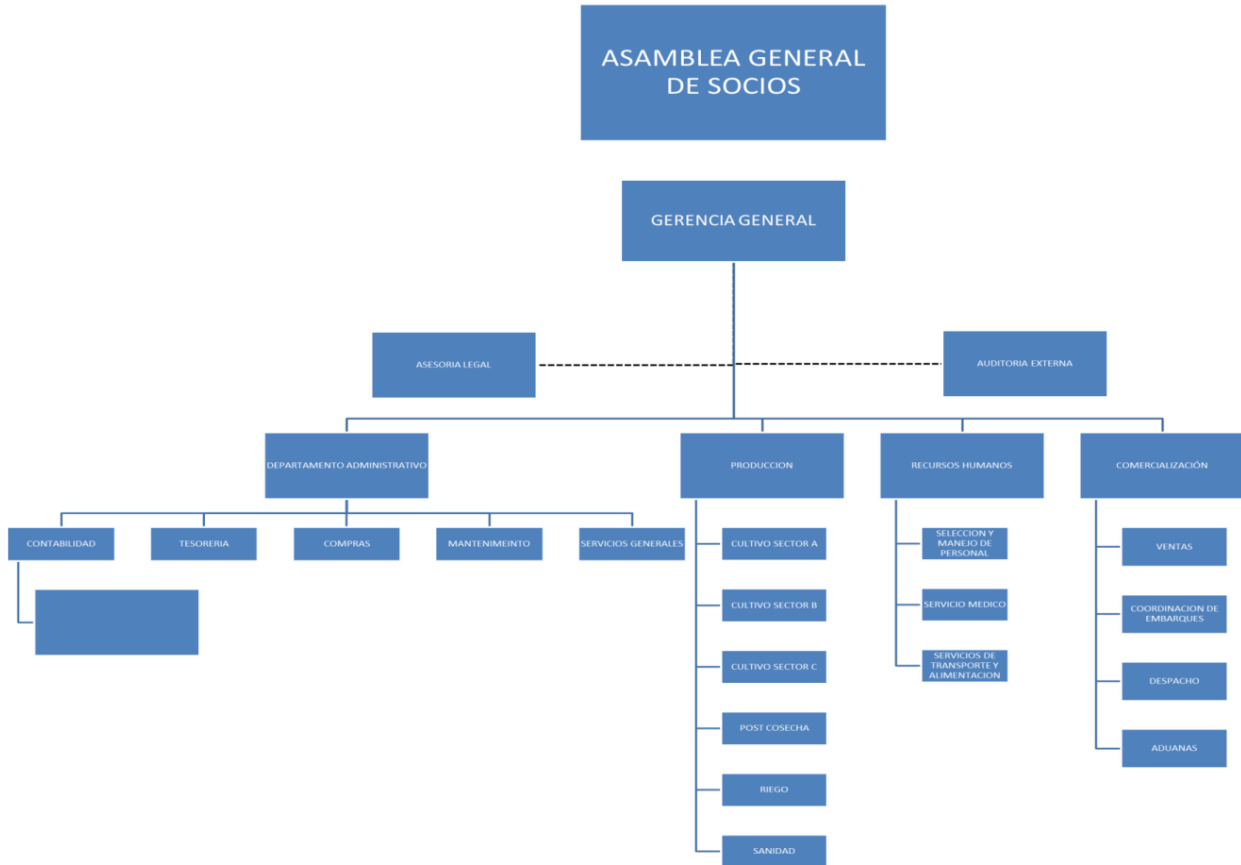 ASAMBLEA GENERAL
DE SOCIOS
GERENCIA GENERAL
ASESORIA LEGAL
AUDITORIA EXTERNA
DEPARTAMENTO ADMINISTRATIVO
PRODUCCION
RECURSOS HUMANOS
COMERCIALIZACIÓN
CONTABILIDAD
TESORERIA
COMPRAS
MANTENIMEINTO
SERVICIOS GENERALES
CULTIVO SECTOR A
CULTIVO SECTOR B
CULTIVO SECTOR C
POST COSECHA
RIEGO
SANIDAD
SELECCION Y
MANEJO DE
PERSONAL
SERVICIO MEDICO
SERVICIOS DE
TRANSPORTE Y
ALIMENTACION
VENTAS
COORDINACION DE
EMBARQUES
DESPACHO
ADUANAS